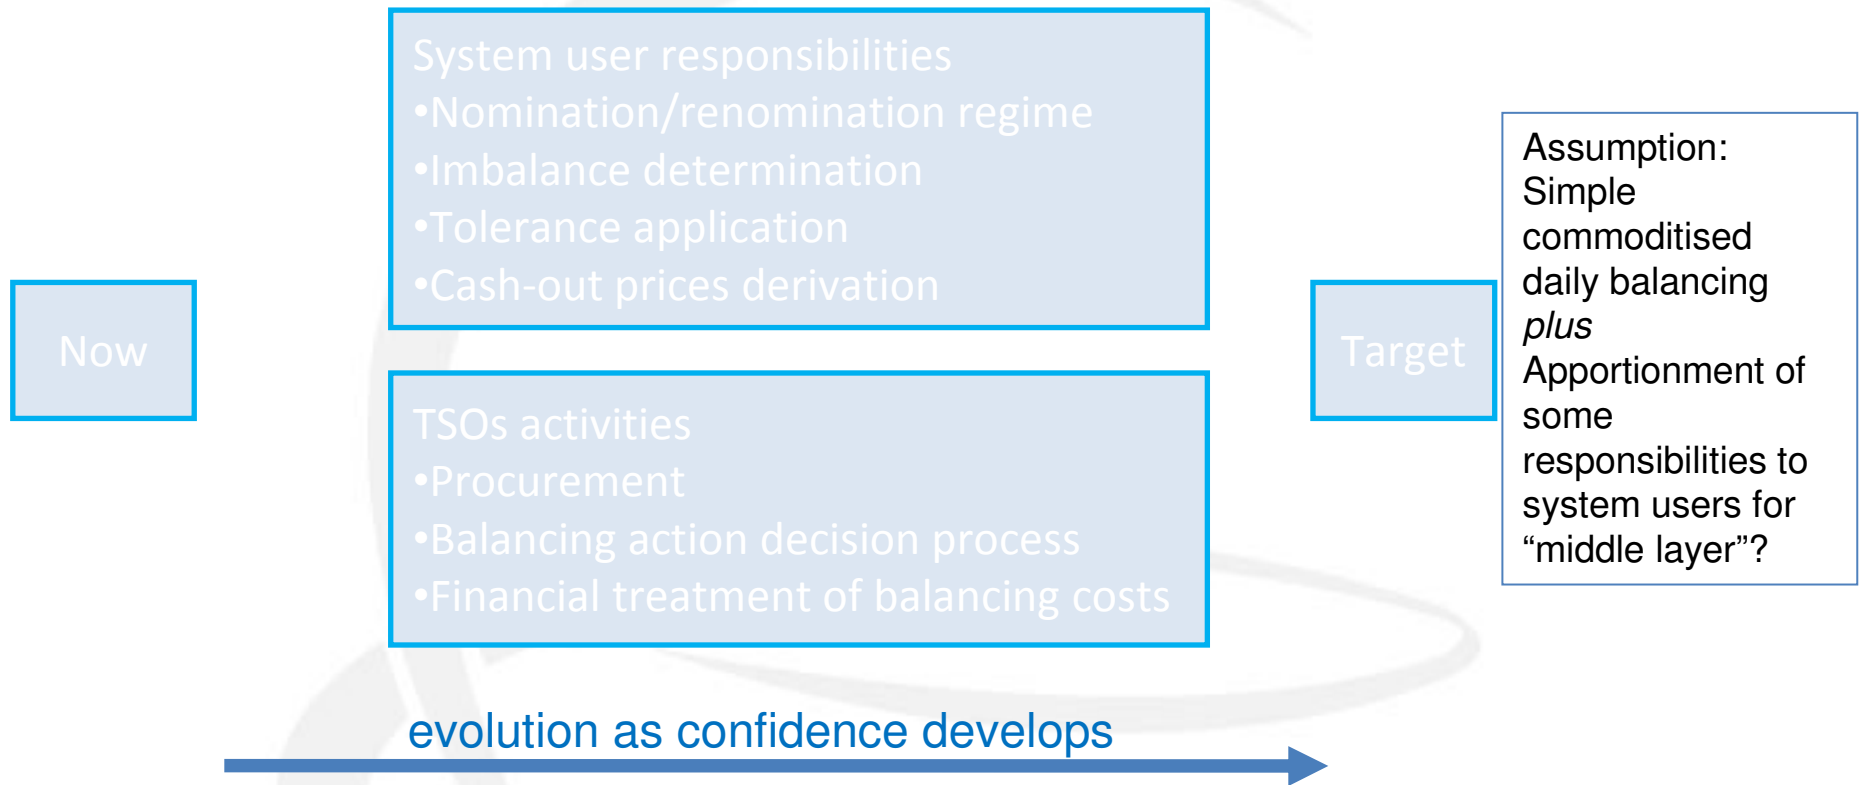 System user responsibilities
•Nomination/renomination regime
•Imbalance determination
•Tolerance application
•Cash-out prices derivation
Now
TSOs activities
•Procurement
•Balancing action decision process
•Financial treatment of balancing costs
Target
Assumption:
Simple
commoditised
daily balancing
plus
Apportionment of
some
responsibilities to
system users for
“middle layer”?
evolution as confidence develops